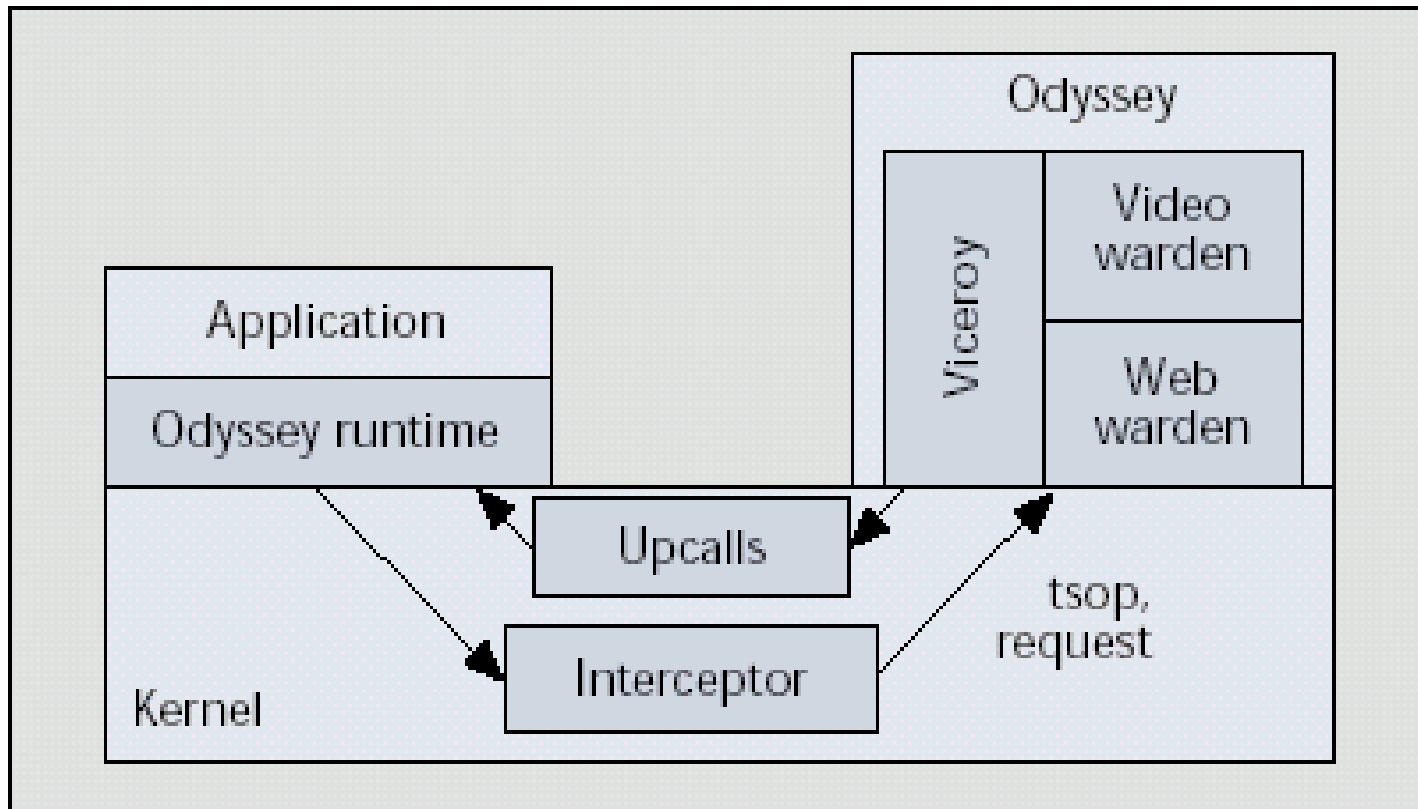 Odyssey
Video
warden
Viceroy
Web
warden
Application
Odyssey runtime
Upcalls
tsop,
request
Interceptor
Kernel